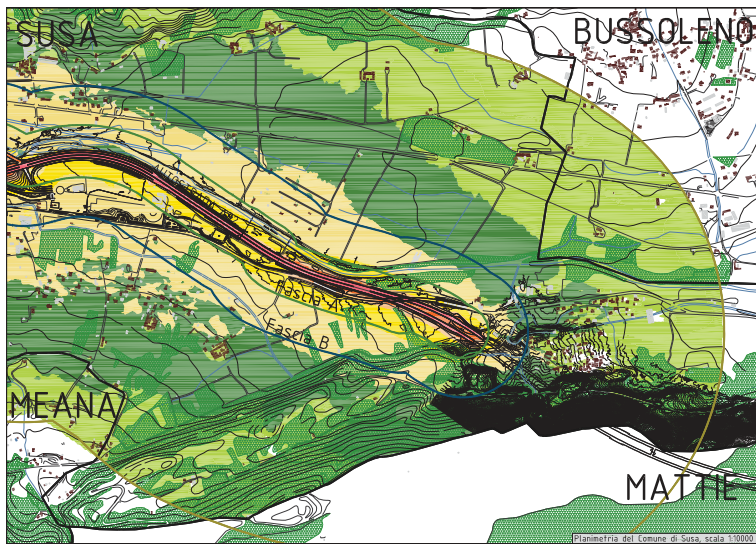 SUSA
BUSSOLENO
Fascia A
Fascia B
MEANA
MATTIE
Planimetria del Comune di Susa, scala 1:10000